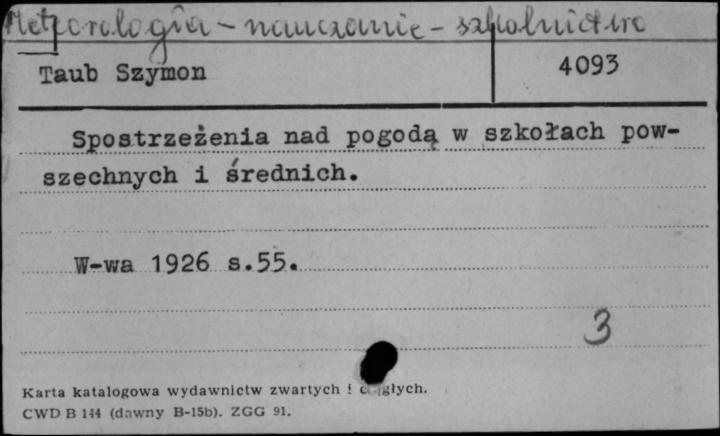 Meteorologia - nauczanie - szkolnictwo
Taub Szymon 4093
Spostrzeżenia nad pogodą w szkołach pow-
szechnych i średnich.
W-wa 1926 s.55.
3
Karta katalogowa wydawnictw zwartych i
CWD B 144 (dawny B-15b). ZGG 91.